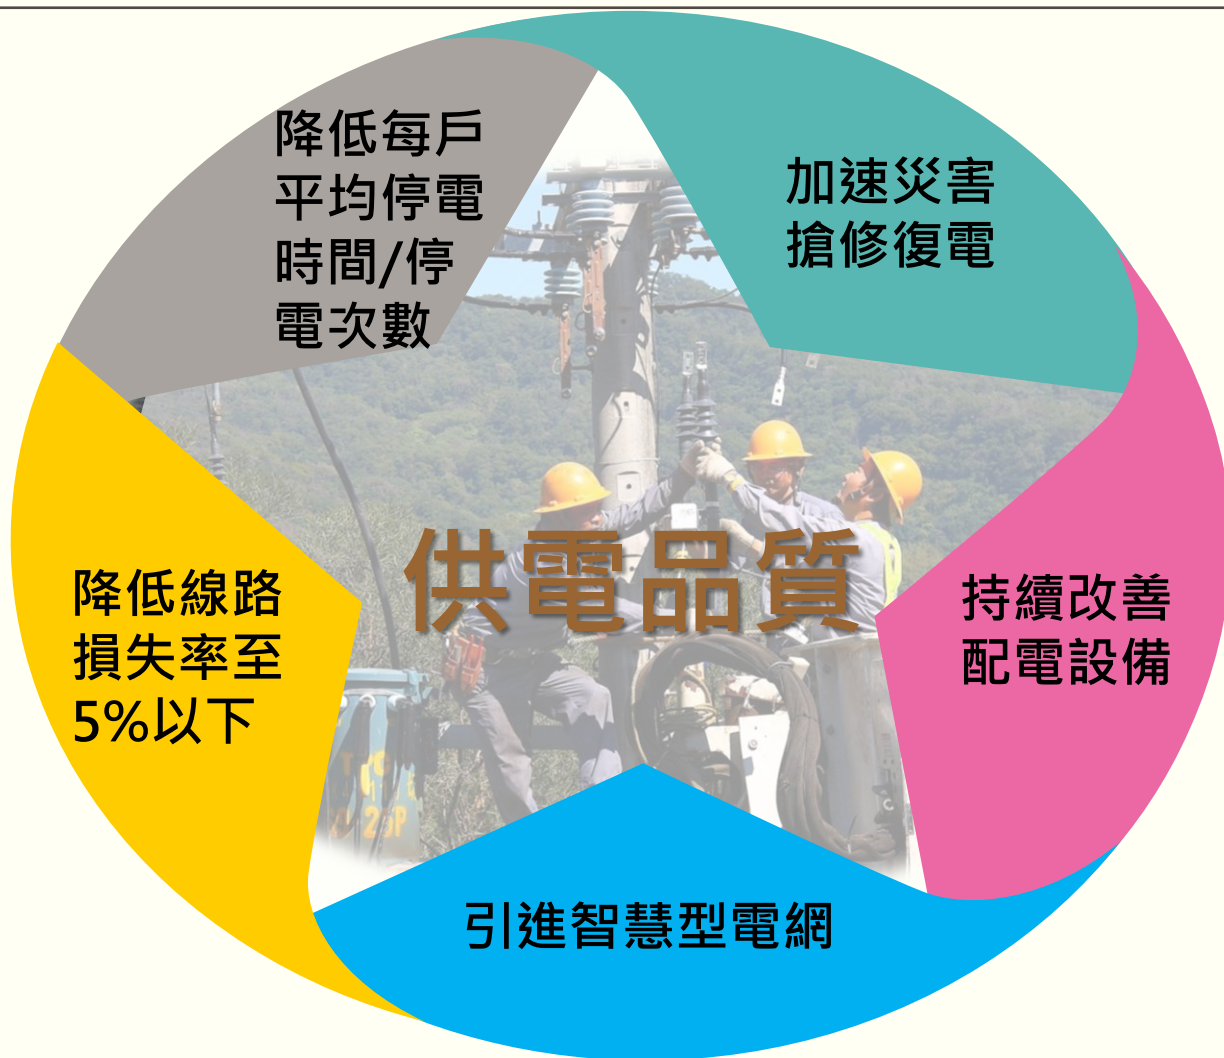 降低每戶
平均停電
時間/停
電次數
加速災害
搶修復電
供電品質
降低線路
損失率至
5%以下
持續改善
配電設備
引進智慧型電網